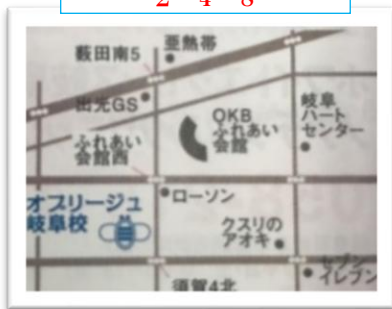 2 4 8
亜熱帯
薮田南5
出光GS
OKB
ふれあい
会館
岐阜
ハート
センター
ふれあい
会館西
ローソン
オブリージュ
岐阜校
クスリの
アオキ
セブン
イレブン
須賀4北